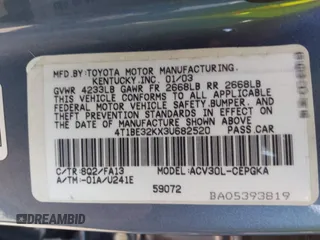 MFD.BY:TOYOTA MOTOR MANUFACTURING.
KENTUCKY.INC. 01/03
GVWR 4233LB GAWR FR 2668LB RR 2668LB
THIS VEHICLE CONFORMS TO ALL APPLICABLE
FEDERAL MOTOR VEHICLE SAFETY,BUMPER, AND
THEFT PREVENTION STANDARDS IN EFFECT ON
THE DATE OF MANUFACTURE SHOWN ABOVE.
4T1BE32KX3U682520 PASS.CAR
C/TR:8Q2/FA13 MODEL:ACV30L-CEPGKA
A/TM:-01A/U241E
59072 BA05393819
DREAMBID